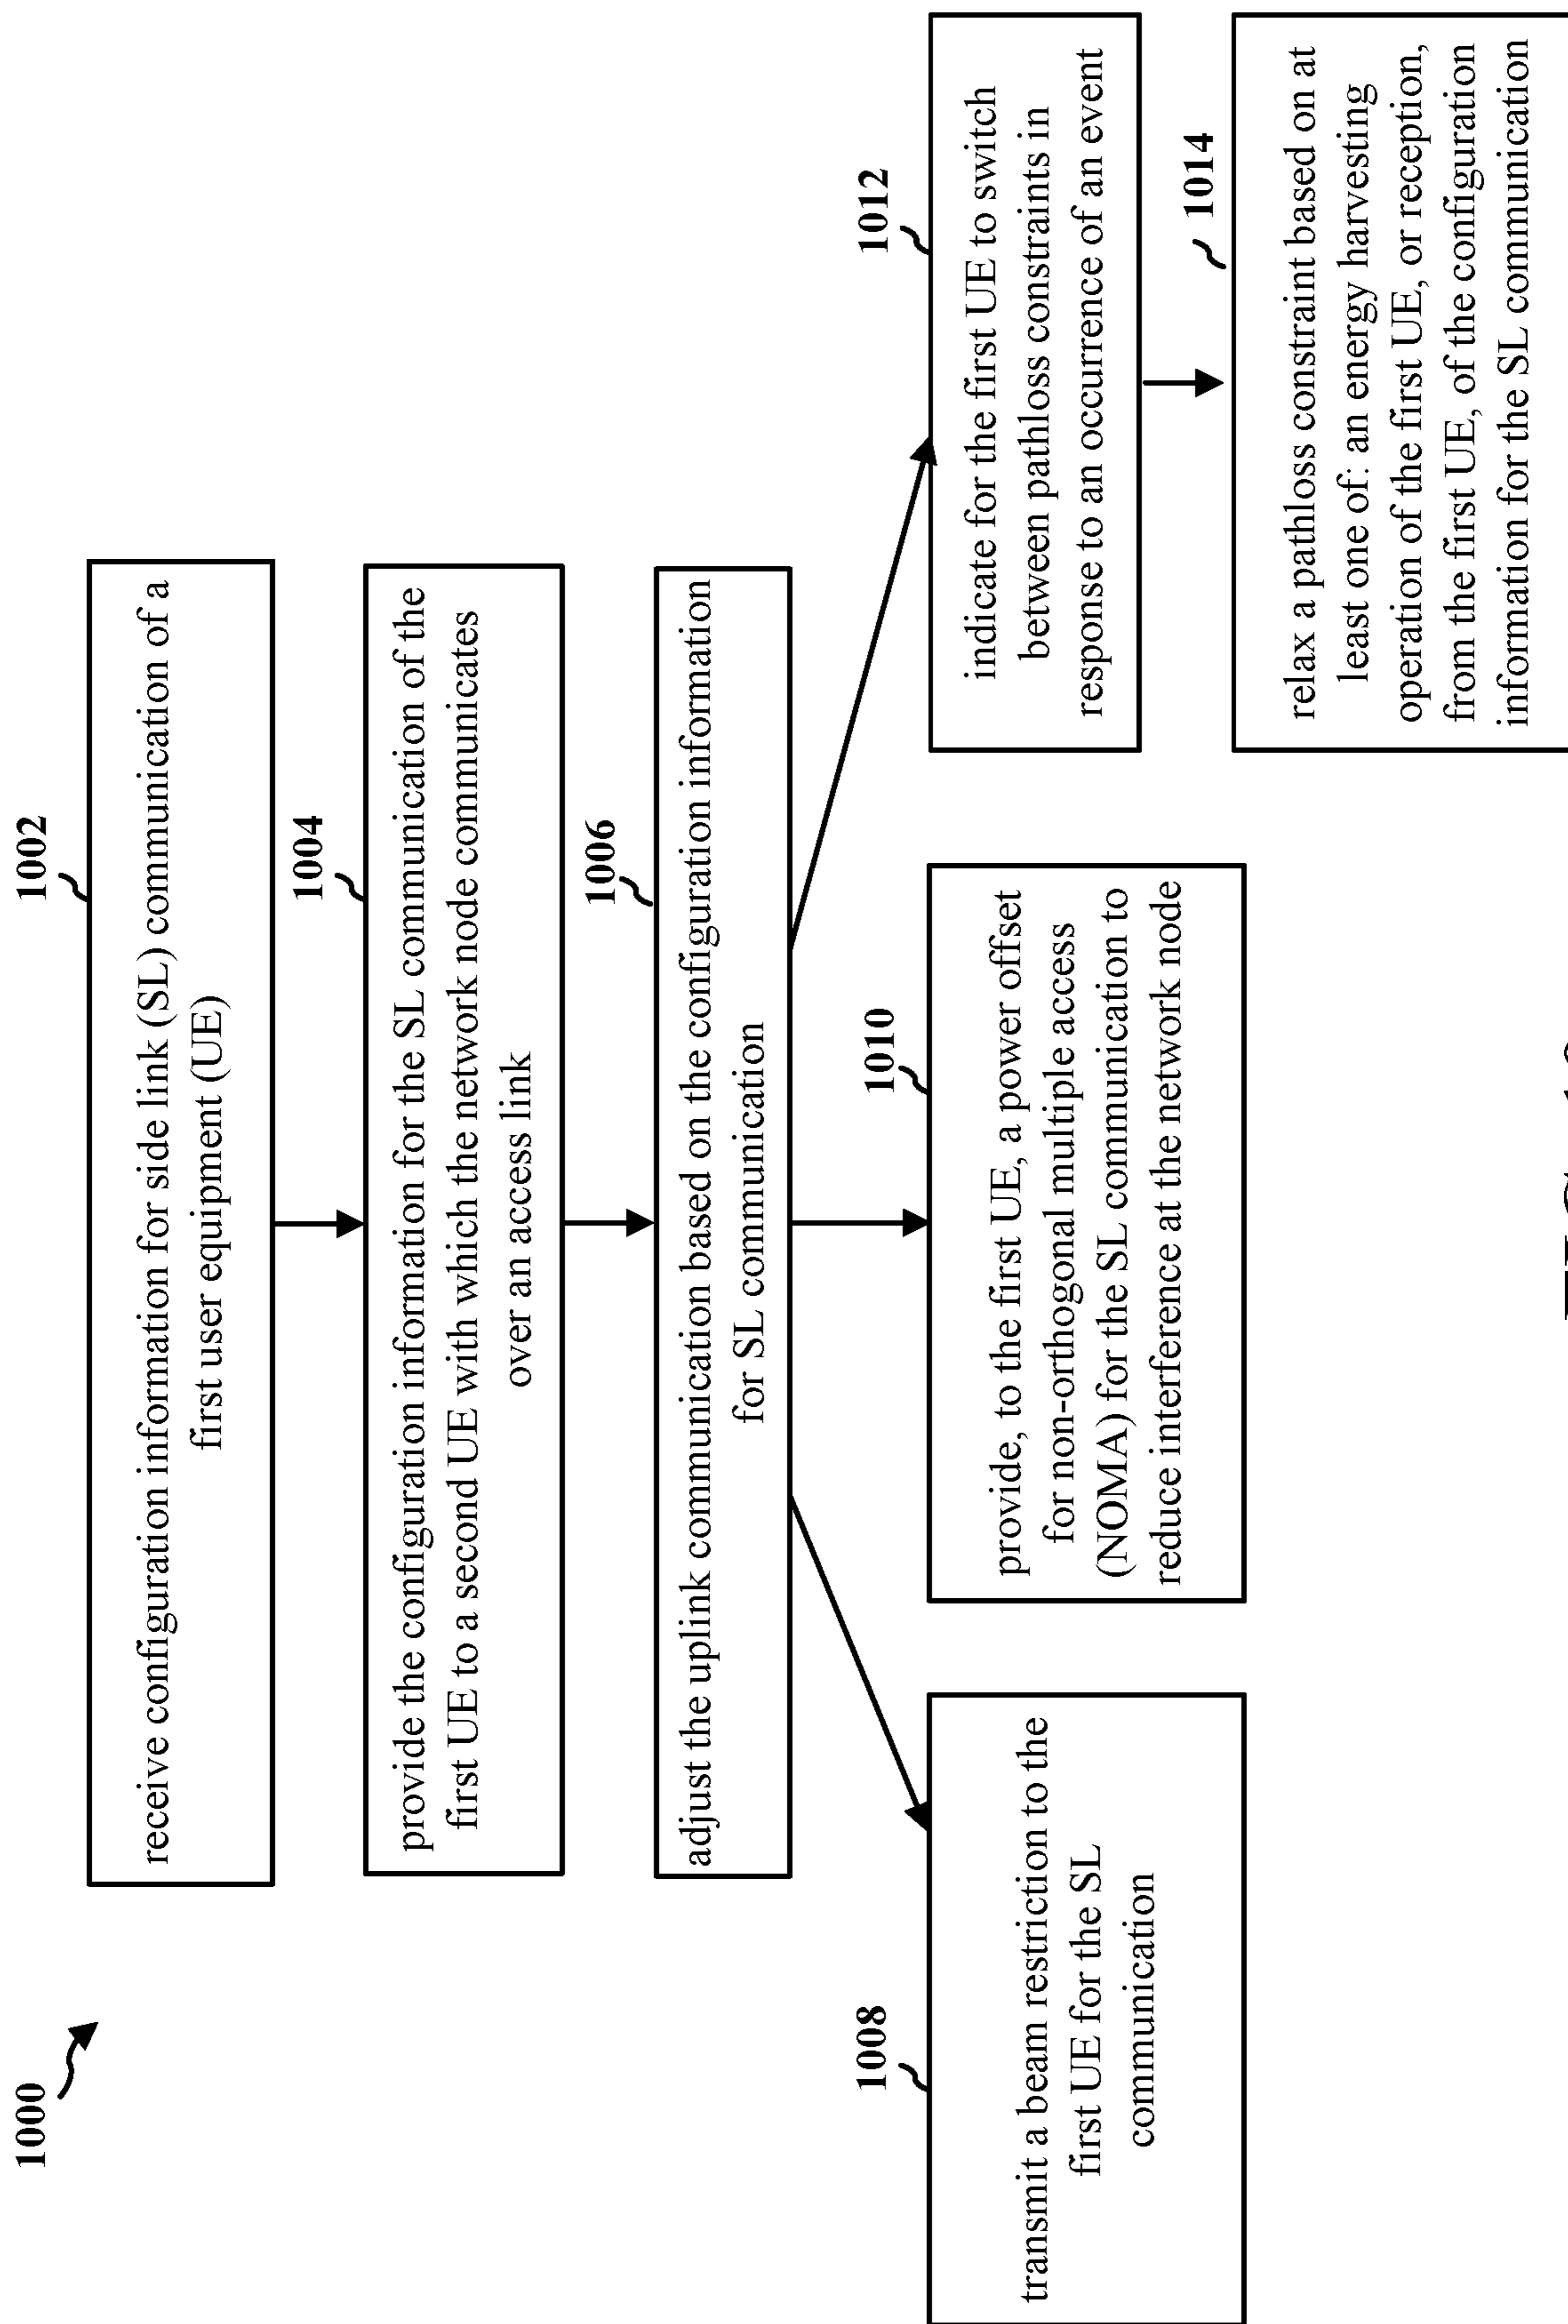 1000
1002
receive configuration information for side link (SL) communication of a
first user equipment (UE)
1004
provide the configuration information for the SL communication of the
first UE to a second UE with which the network node communicates
over an access link
1006
adjust the uplink communication based on the configuration information
for SL communication
1008
transmit a beam restriction to the
first UE for the SL
communication
1010
provide, to the first UE, a power offset
for non-orthogonal multiple access
(NOMA) for the SL communication to
reduce interference at the network node
1012
indicate for the first UE to switch
between pathloss constraints in
response to an occurrence of an event
1014
relax a pathloss constraint based on at
least one of: an energy harvesting
operation of the first UE, or reception,
from the first UE, of the configuration
information for the SL communication